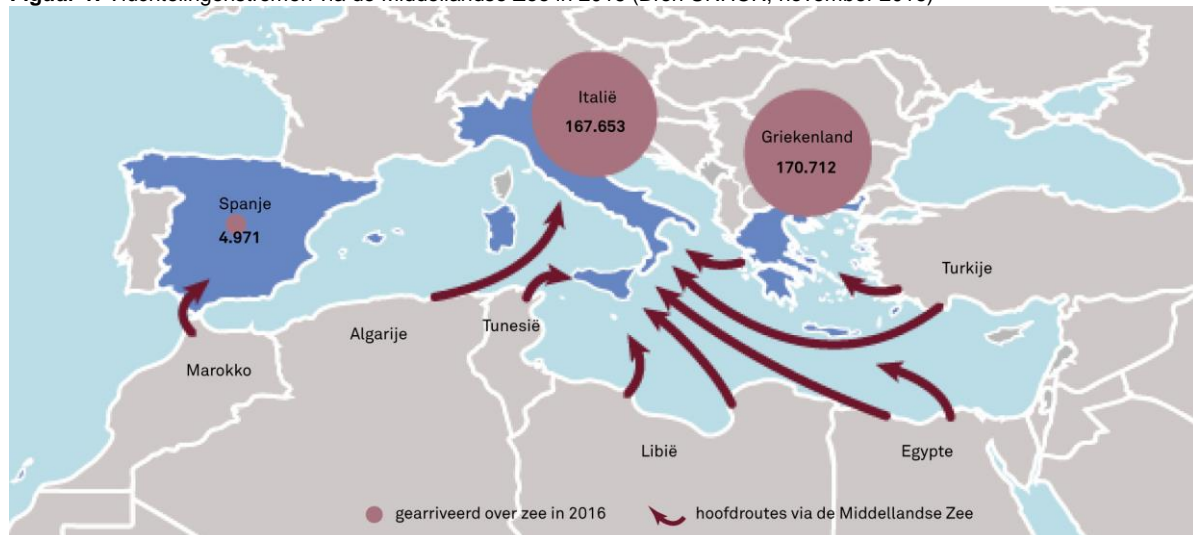 Italië
167.653
Griekenland
170.712
Spanje
4.971
Turkije
Algarije
Tunesië
Marokko
Libië
Egypte
gearriveerd over zee in 2016
hoofdroutes via de Middellandse Zee